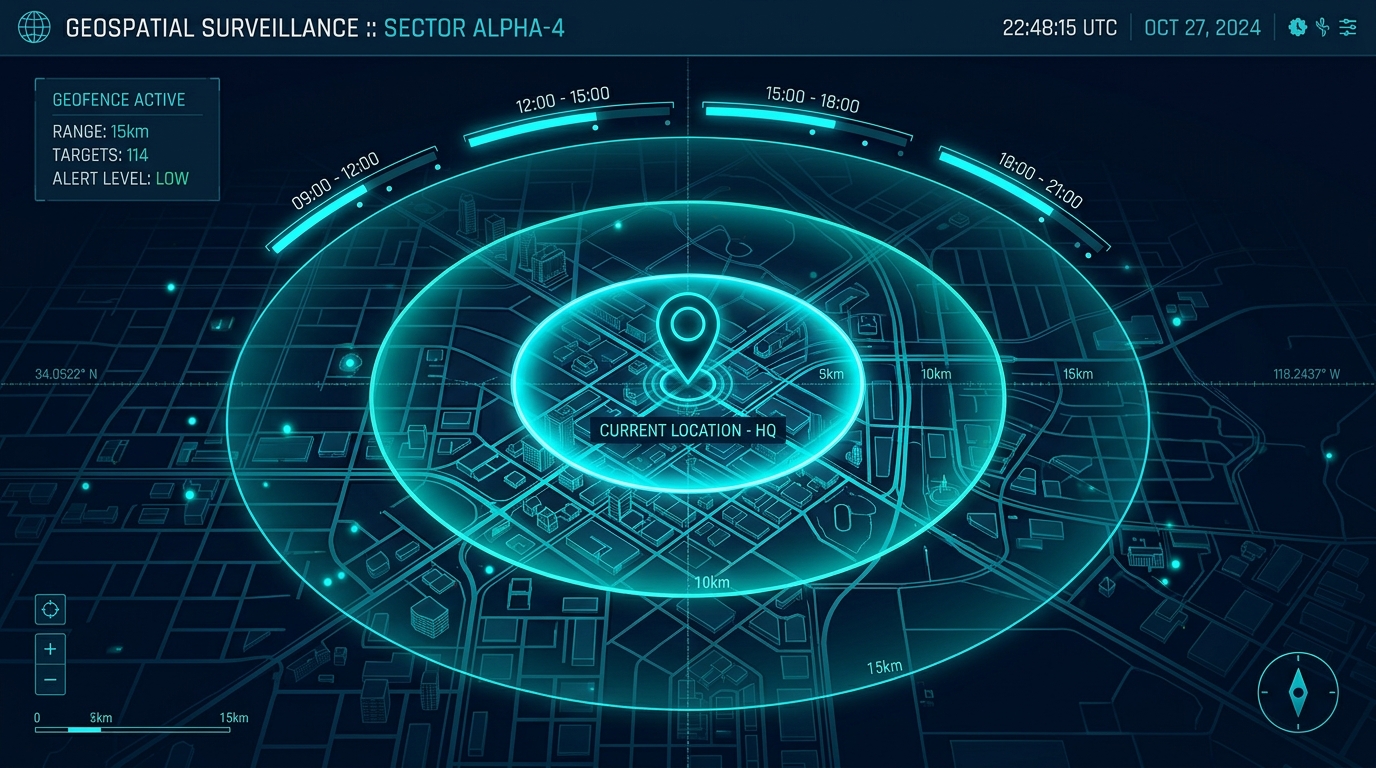 GEOSPATIAL SURVEILLANCE :: SECTOR ALPHA-4
22:48:15 UTC
OCT 27, 2024
GEOFENCE ACTIVE
RANGE: 15km
TARGETS: 114
ALERT LEVEL: LOW
09:00 - 12:00
12:00 - 15:00
15:00 - 18:00
18:00 - 21:00
34.0522° N
5km
10km
15km
118.2437° W
CURRENT LOCATION - HQ
10km
15km
+
−
0
15km